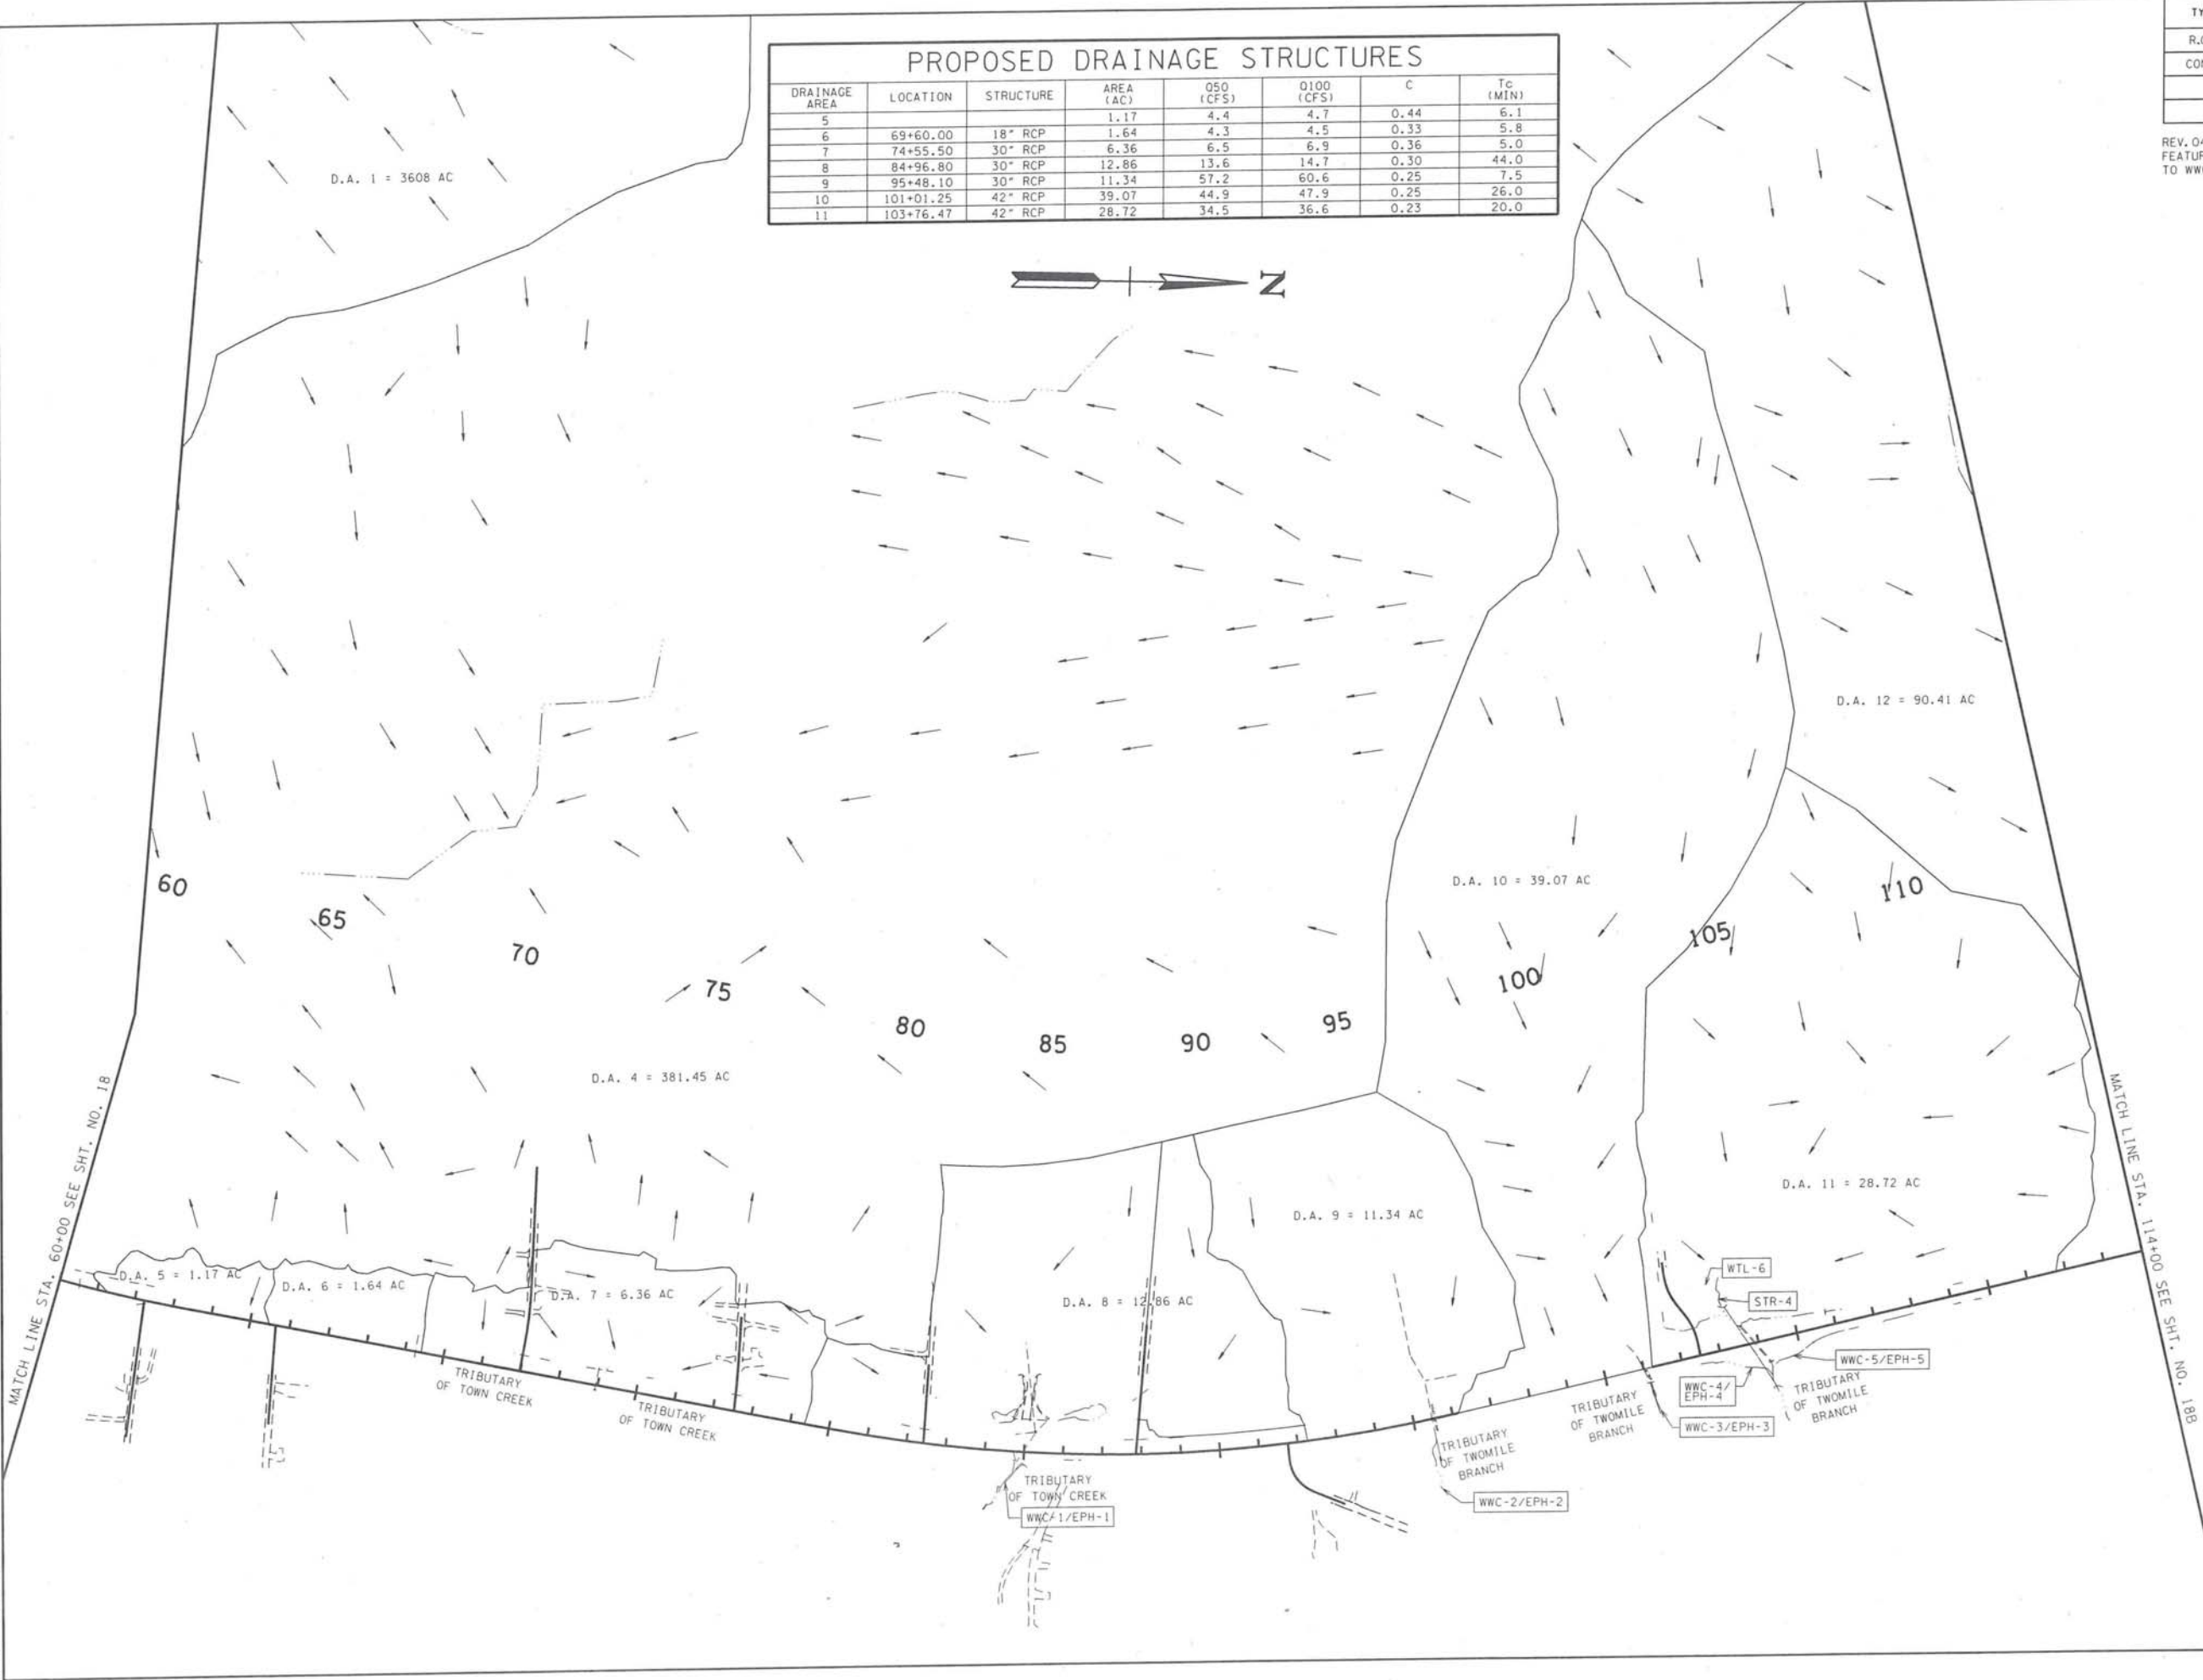 PROPOSED DRAINAGE STRUCTURES
DRAINAGE AREA LOCATION STRUCTURE AREA (AC) Q50 (CFS) Q100 (CFS) C Tc (MIN)
5 1.17 4.4 4.7 0.44 6.1
6 69+60.00 18" RCP 1.64 4.3 4.5 0.33 5.8
7 74+55.50 30" RCP 6.36 6.5 6.9 0.36 5.0
8 84+96.80 30" RCP 12.86 13.6 14.7 0.30 44.0
9 95+48.10 30" RCP 11.34 57.2 60.6 0.25 7.5
10 101+01.25 42" RCP 39.07 44.9 47.9 0.25 26.0
11 103+76.47 42" RCP 28.72 34.5 36.6 0.23 20.0
REV. 04
TO WW
D.A. 1 = 3608 AC
N
D.A. 12 = 90.41 AC
D.A. 10 = 39.07 AC
60
65
70
75
80
85
90
95
100
105
110
D.A. 4 = 381.45 AC
D.A. 11 = 28.72 AC
D.A. 9 = 11.34 AC
D.A. 5 = 1.17 AC
D.A. 6 = 1.64 AC
D.A. 7 = 6.36 AC
D.A. 8 = 12.86 AC
MATCH LINE STA. 60+00 SEE SHT. NO. 18
MATCH LINE STA. 114+00 SEE SHT. NO. 18B
WTL-6
STR-4
WWC-5/EPH-5
WWC-4/
EPH-4
WWC-3/EPH-3
TRIBUTARY
OF TOWN CREEK
TRIBUTARY
OF TOWN CREEK
TRIBUTARY
OF TOWN CREEK
WWC-1/EPH-1
TRIBUTARY
OF TWOMILE
BRANCH
WWC-2/EPH-2
TRIBUTARY
OF TWOMILE
BRANCH
TRIBUTARY
OF TWOMILE
BRANCH